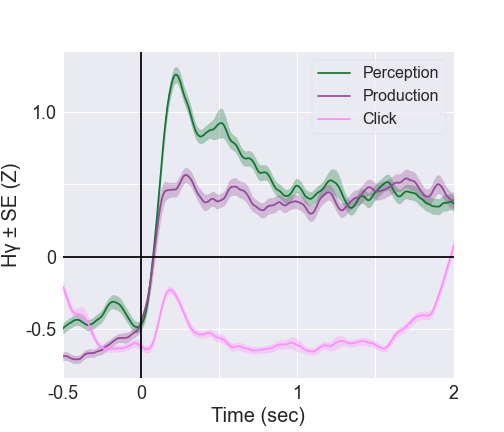 Perception
Production
Click
1.0
0
-0.5
Hγ ± SE (Z)
-0.5 0 1 2
Time (sec)